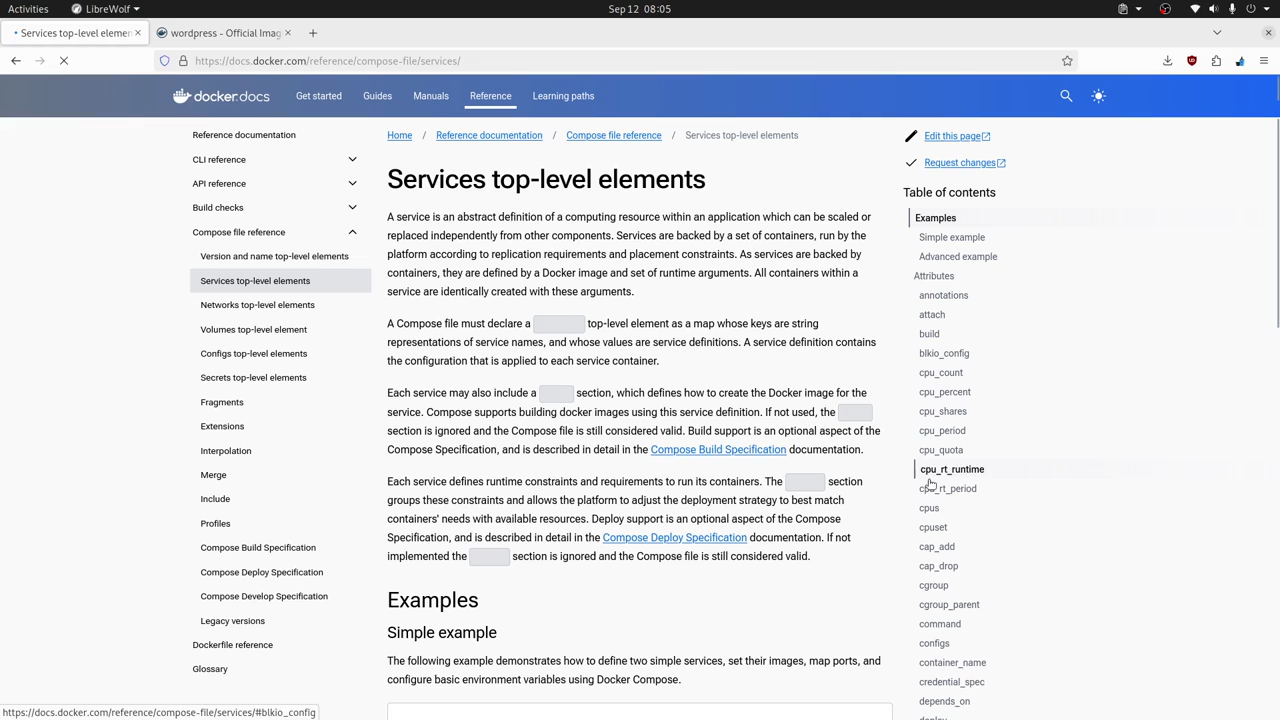 Activities
LibreWolf
Sep 12 08:05
Services top-level elemen
wordpress - Official Imag
https://docs.docker.com/reference/compose-file/services/
docker.docs
Get started
Guides
Manuals
Reference
Learning paths
Reference documentation
CLI reference
API reference
Build checks
Compose file reference
Version and name top-level elements
Services top-level elements
Networks top-level elements
Volumes top-level element
Configs top-level elements
Secrets top-level elements
Fragments
Extensions
Interpolation
Merge
Include
Profiles
Compose Build Specification
Compose Deploy Specification
Compose Develop Specification
Legacy versions
Dockerfile reference
Glossary
Home / Reference documentation / Compose file reference / Services top-level elements
Services top-level elements
A service is an abstract definition of a computing resource within an application which can be scaled or
replaced independently from other components. Services are backed by a set of containers, run by the
platform according to replication requirements and placement constraints. As services are backed by
containers, they are defined by a Docker image and set of runtime arguments. All containers within a
service are identically created with these arguments.
A Compose file must declare a top-level element as a map whose keys are string
representations of service names, and whose values are service definitions. A service definition contains
the configuration that is applied to each service container.
Each service may also include a section, which defines how to create the Docker image for the
service. Compose supports building docker images using this service definition. If not used, the
section is ignored and the Compose file is still considered valid. Build support is an optional aspect of the
Compose Specification, and is described in detail in the Compose Build Specification documentation.
Each service defines runtime constraints and requirements to run its containers. The section
groups these constraints and allows the platform to adjust the deployment strategy to best match
containers' needs with available resources. Deploy support is an optional aspect of the Compose
Specification, and is described in detail in the Compose Deploy Specification documentation. If not
implemented the section is ignored and the Compose file is still considered valid.
Examples
Simple example
The following example demonstrates how to define two simple services, set their images, map ports, and
configure basic environment variables using Docker Compose.
Edit this page
Request changes
Table of contents
Examples
Simple example
Advanced example
Attributes
annotations
attach
build
blkio_config
cpu_count
cpu_percent
cpu_shares
cpu_period
cpu_quota
cpu_rt_runtime
cpu_rt_period
cpus
cpuset
cap_add
cap_drop
cgroup
cgroup_parent
command
configs
container_name
credential_spec
depends_on
https://docs.docker.com/reference/compose-file/services/#blkio_config